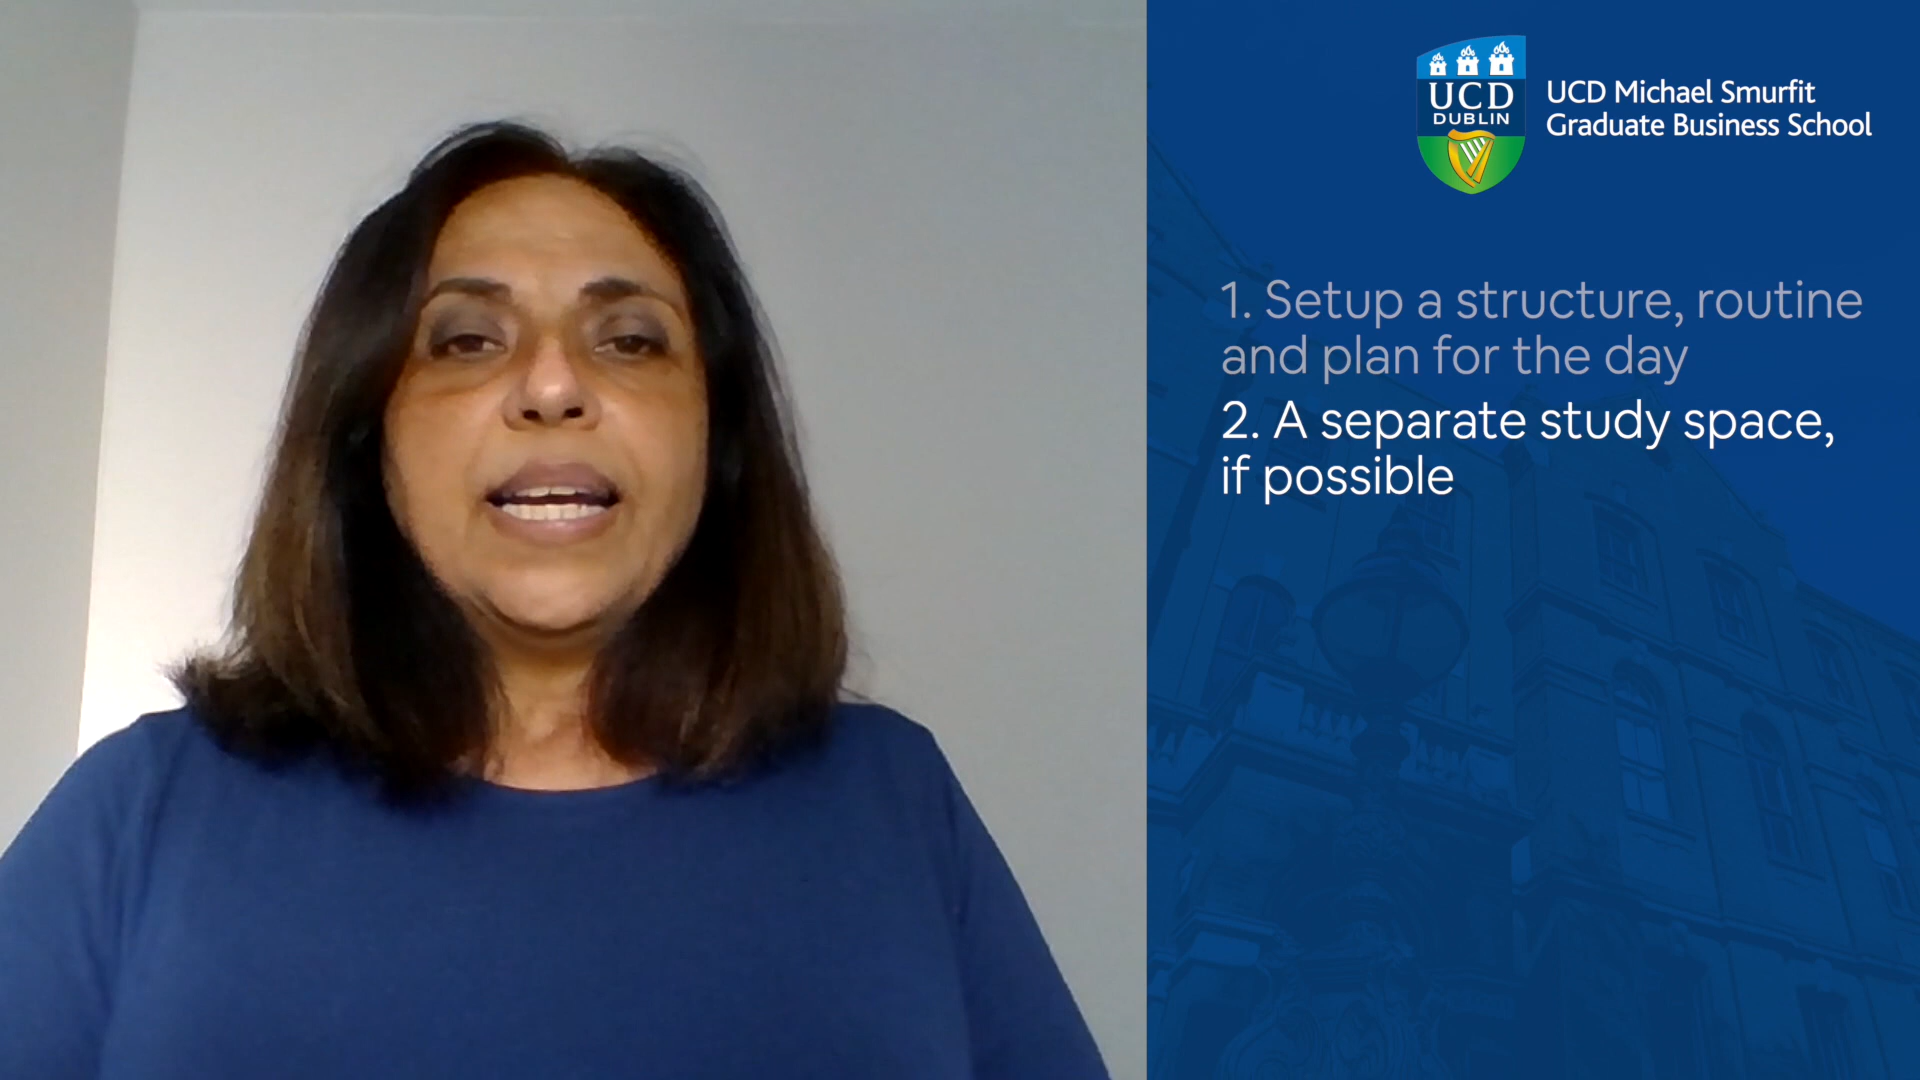 UCD
DUBLIN
UCD Michael Smurfit
Graduate Business School
1. Setup a structure, routine
and plan for the day
2. A separate study space,
if possible